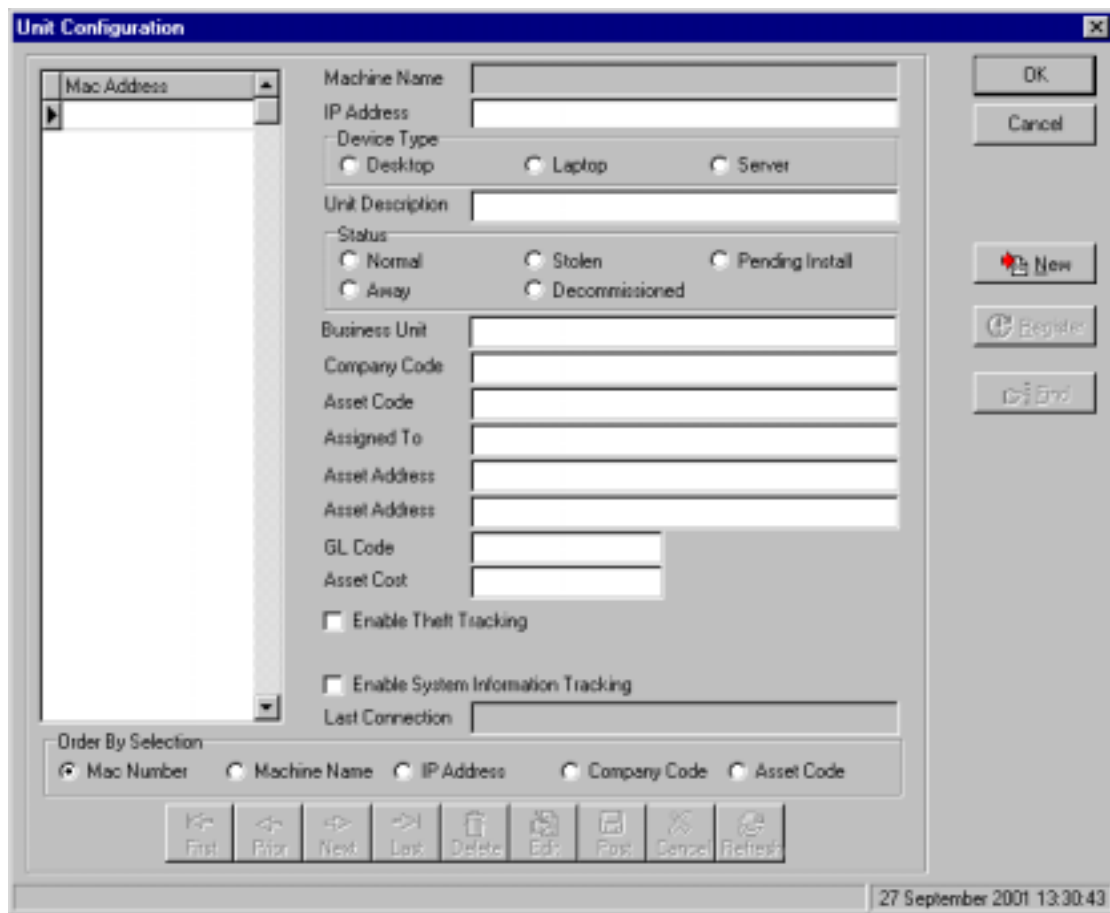 Unit Configuration
Mac Address
Machine Name
IP Address
Device Type
Desktop Laptop Server
Unit Description
Status
Normal Stolen Pending Install
Away Decommissioned
Business Unit
Company Code
Asset Code
Assigned To
Asset Address
Asset Address
GL Code
Asset Cost
Enable Theft Tracking
Enable System Information Tracking
Last Connection
Order By Selection
Mac Number Machine Name IP Address Company Code Asset Code
First Prior Next Last Delete Edit Post Cancel Refresh
OK
Cancel
New
Register
Find
27 September 2001 13:30:43